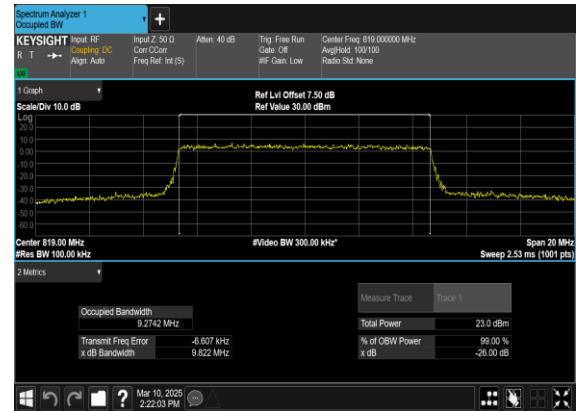 Spectrum Analyzer 1
Occupied BW
KEYSIGHT Input: RF Input Z: 50 Ω Atten: 40 dB Trig: Free Run Center Freq: 819.000000 MHz
R T Coupling: DC Corr CCorr Gate: Off Avg|Hold: 100/100
Align: Auto Freq Ref: Int (S) #IF Gain: Low Radio Std: None
1 Graph
Ref Lvl Offset 7.50 dB
Scale/Div 10.0 dB Ref Value 30.00 dBm
Log
20.0
10.0
0.00
-10.0
-20.0
-30.0
-40.0
-50.0
-60.0
Center 819.00 MHz #Video BW 300.00 kHz* Span 20 MHz
#Res BW 100.00 kHz Sweep 2.53 ms (1001 pts)
2 Metrics
Measure Trace Trace 1
Occupied Bandwidth
9.2742 MHz Total Power 23.0 dBm
Transmit Freq Error -6.607 kHz % of OBW Power 99.00 %
x dB Bandwidth 9.822 MHz x dB -26.00 dB
Mar 10, 2025
2:22:03 PM